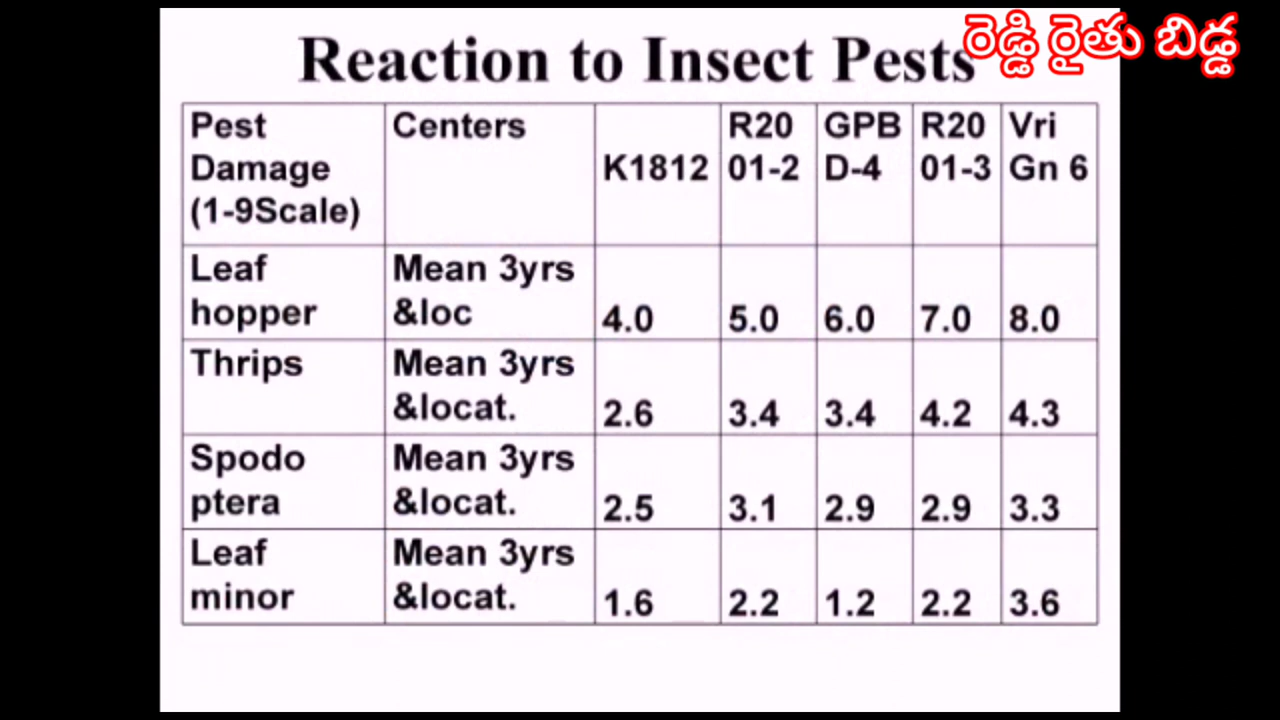 Reaction to Insect Pests
రెడ్డి రైతు బిడ్డ
Pest Damage (1-9Scale) Centers K1812 R20 01-2 GPB D-4 R20 01-3 Vri Gn 6
Leaf hopper Mean 3yrs &loc 4.0 5.0 6.0 7.0 8.0
Thrips Mean 3yrs &locat. 2.6 3.4 3.4 4.2 4.3
Spodo ptera Mean 3yrs &locat. 2.5 3.1 2.9 2.9 3.3
Leaf minor Mean 3yrs &locat. 1.6 2.2 1.2 2.2 3.6